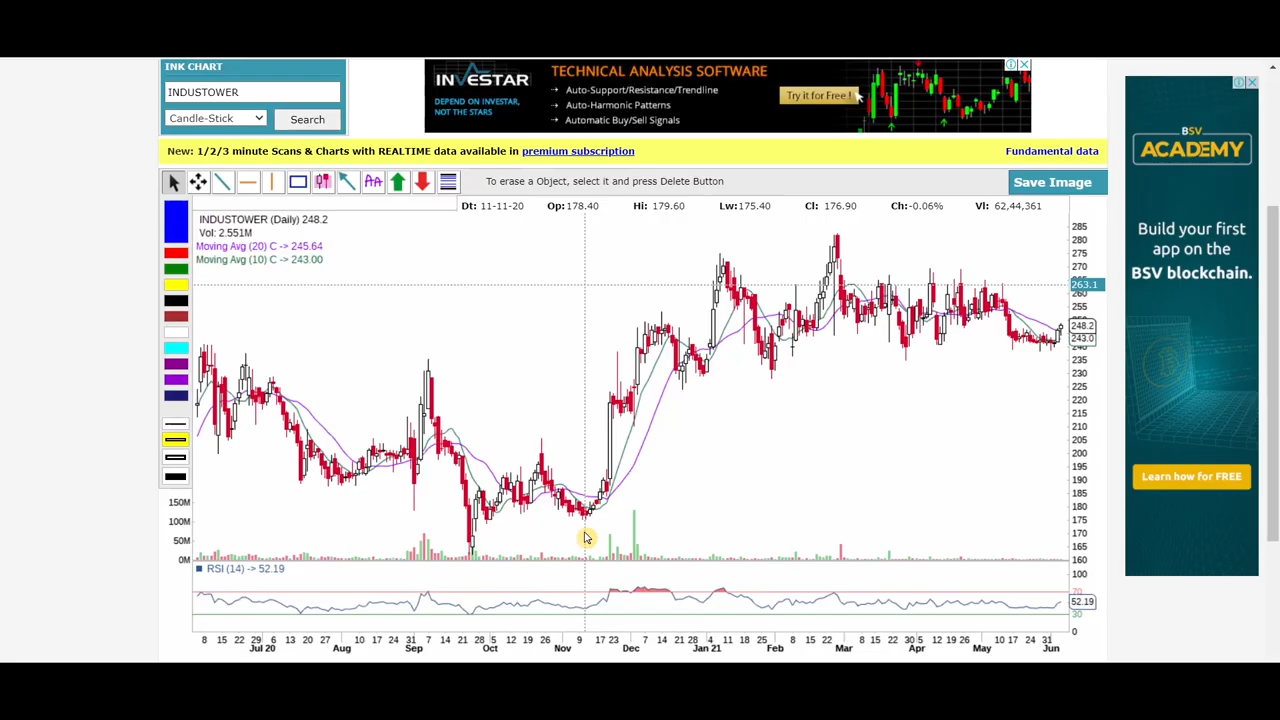 INK CHART
INDUSTOWER
Candle-Stick
Search
INVESTAR
DEPEND ON INVESTAR,
NOT THE STARS
TECHNICAL ANALYSIS SOFTWARE
→ Auto-Support/Resistance/Trendline
→ Auto-Harmonic Patterns
→ Automatic Buy/Sell Signals
Try it for Free !
New: 1/2/3 minute Scans & Charts with REALTIME data available in premium subscription
Fundamental data
To erase a Object, select it and press Delete Button
Save Image
Dt: 11-11-20 Op: 178.40 Hi: 179.60 Lw: 175.40 Cl: 176.90 Ch:-0.06% Vl: 62,44,361
INDUSTOWER (Daily) 248.2
Vol: 2.551M
Moving Avg (20) C -> 245.64
Moving Avg (10) C -> 243.00
285
280
275
270
263.1
255
248.2
243.0
240
235
230
225
220
215
210
205
200
195
190
185
180
175
170
165
160
150M
100M
50M
0M
RSI (14) -> 52.19
100
70
52.19
30
0
8 15 22 29 6 13 20 27 10 17 24 31 7 14 21 28 5 12 19 26 9 17 23 7 14 21 28 4 11 18 25 8 15 22 8 15 22 30 12 19 26 10 17 24 31
Jul 20 Aug Sep Oct Nov Dec Jan 21 Feb Mar Apr May Jun
BSV
ACADEMY
Build your first
app on the
BSV blockchain.
Learn how for FREE